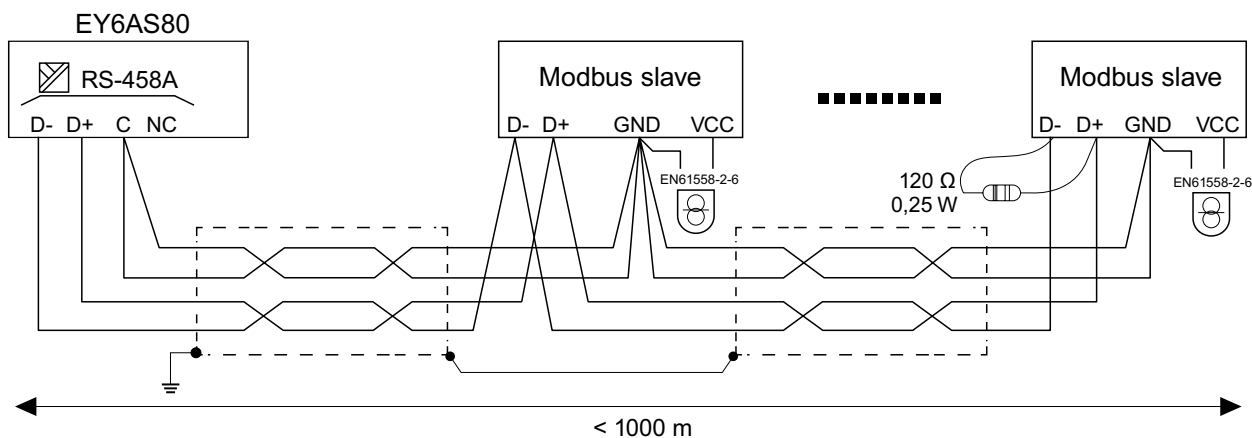 EY6AS80
RS-458A
D- D+ C NC
Modbus slave
D- D+ GND VCC
EN61558-2-6
Modbus slave
D- D+ GND VCC
120 Ω
0,25 W
EN61558-2-6
< 1000 m